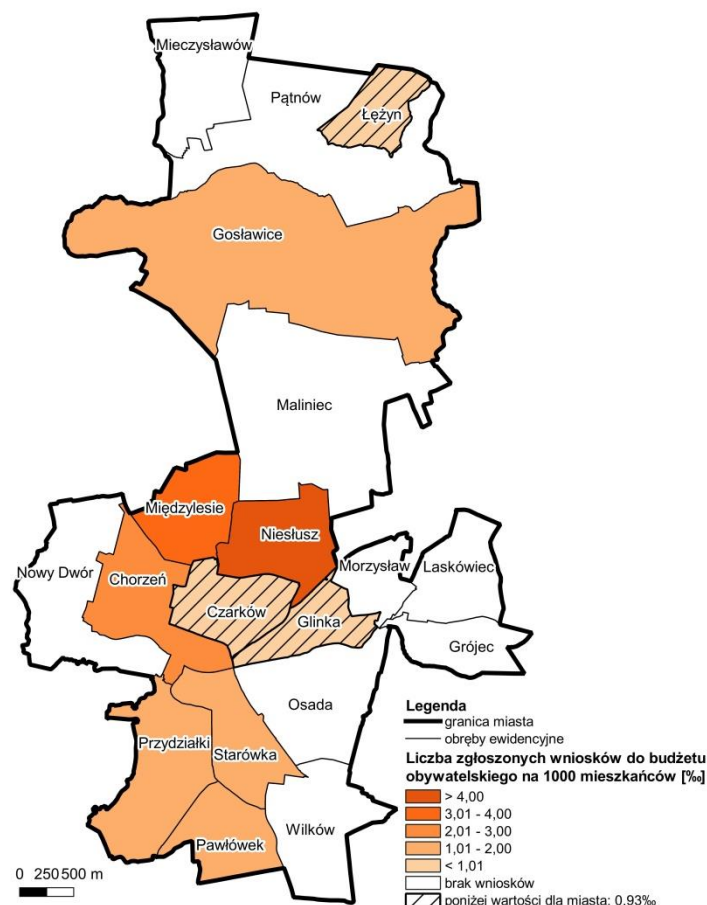 Mieczysławów
Pątnów
Łężyn
Gosławice
Maliniec
Międzylesie
Niesłusz
Morzysław
Laskówiec
Nowy Dwór
Chorzeń
Czarków
Glinka
Grójec
Osada
Przydziałki
Starówka
Wilków
Pawłówek
Legenda
granica miasta
obręby ewidencyjne
Liczba zgłoszonych wniosków do budżetu
obywatelskiego na 1000 mieszkańców [‰]
> 4,00
3,01 - 4,00
2,01 - 3,00
1,01 - 2,00
< 1,01
brak wniosków
poniżej wartości dla miasta: 0,93‰
0 250 500 m